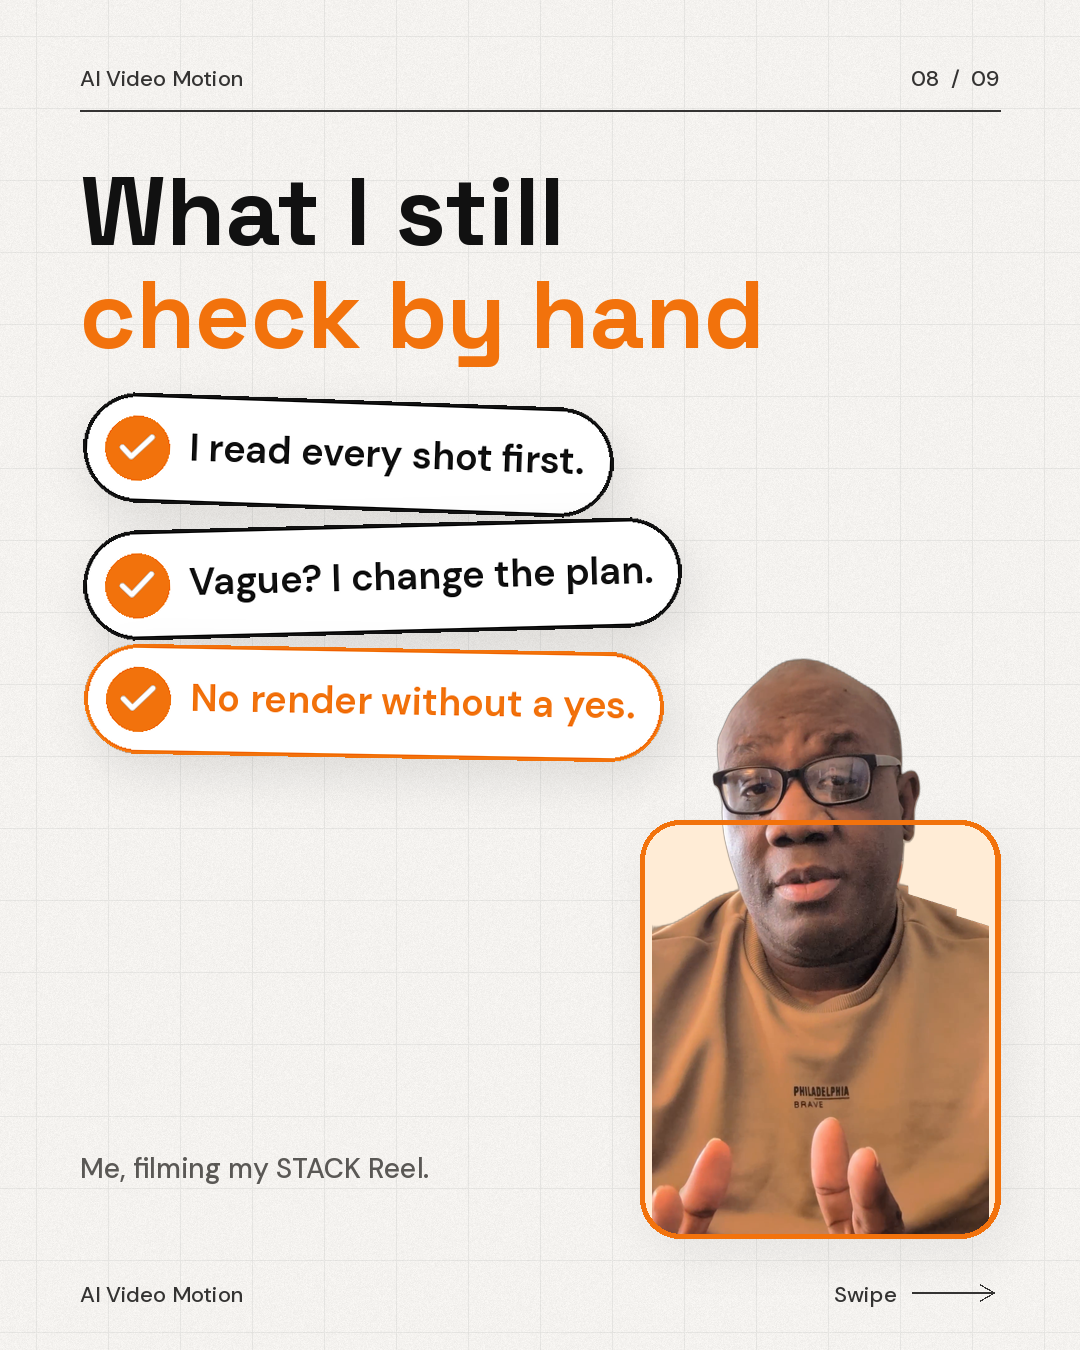 AI Video Motion
08 / 09
What I still
check by hand
I read every shot first.
Vague? I change the plan.
No render without a yes.
PHILADELPHIA
BRAVE
Me, filming my STACK Reel.
AI Video Motion
Swipe